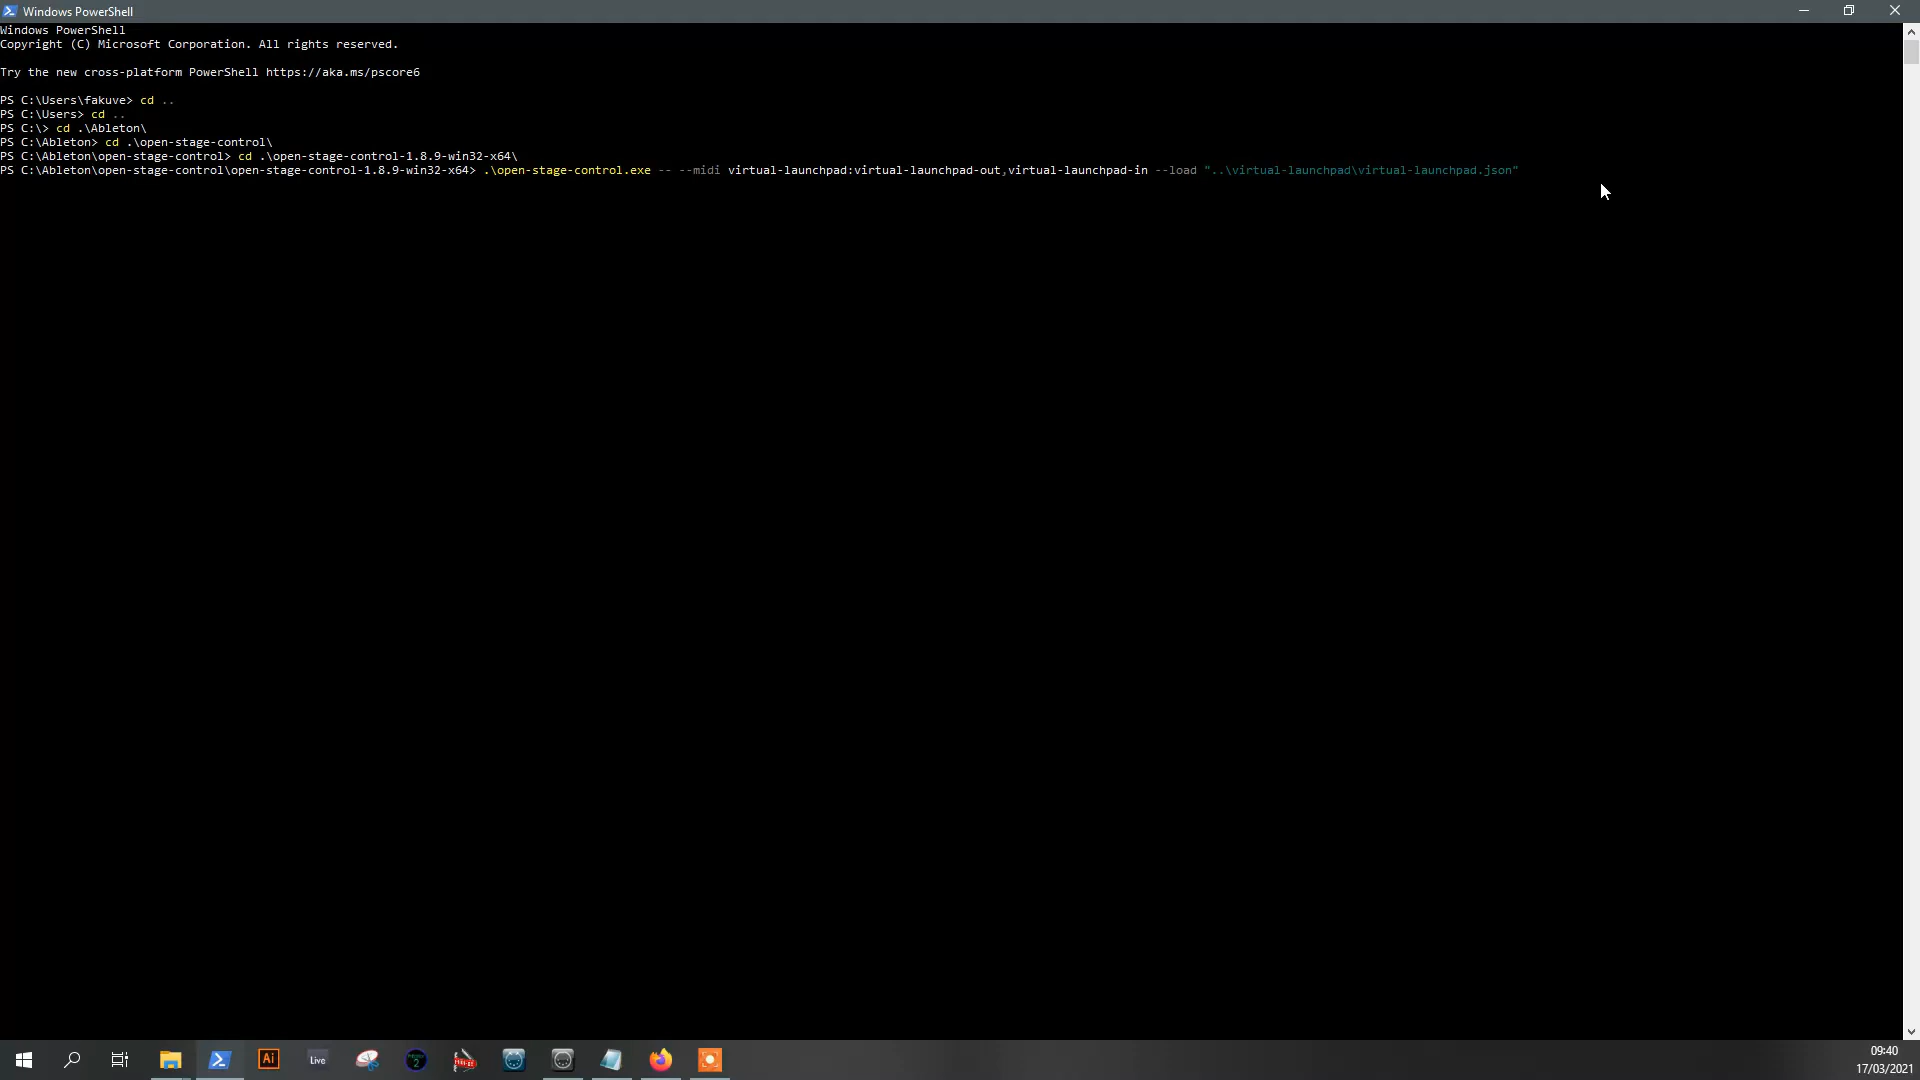 Windows PowerShell
Windows PowerShell
Copyright (C) Microsoft Corporation. All rights reserved.
Try the new cross-platform PowerShell https://aka.ms/pscore6
PS C:\Users\fakuve> cd ..
PS C:\Users> cd ..
PS C:\> cd .\Ableton\
PS C:\Ableton> cd .\open-stage-control\
PS C:\Ableton\open-stage-control> cd .\open-stage-control-1.8.9-win32-x64\
PS C:\Ableton\open-stage-control\open-stage-control-1.8.9-win32-x64> .\open-stage-control.exe -- --midi virtual-launchpad:virtual-launchpad-out,virtual-launchpad-in --load "..\virtual-launchpad\virtual-launchpad.json"
Ai
Live
09:40
17/03/2021